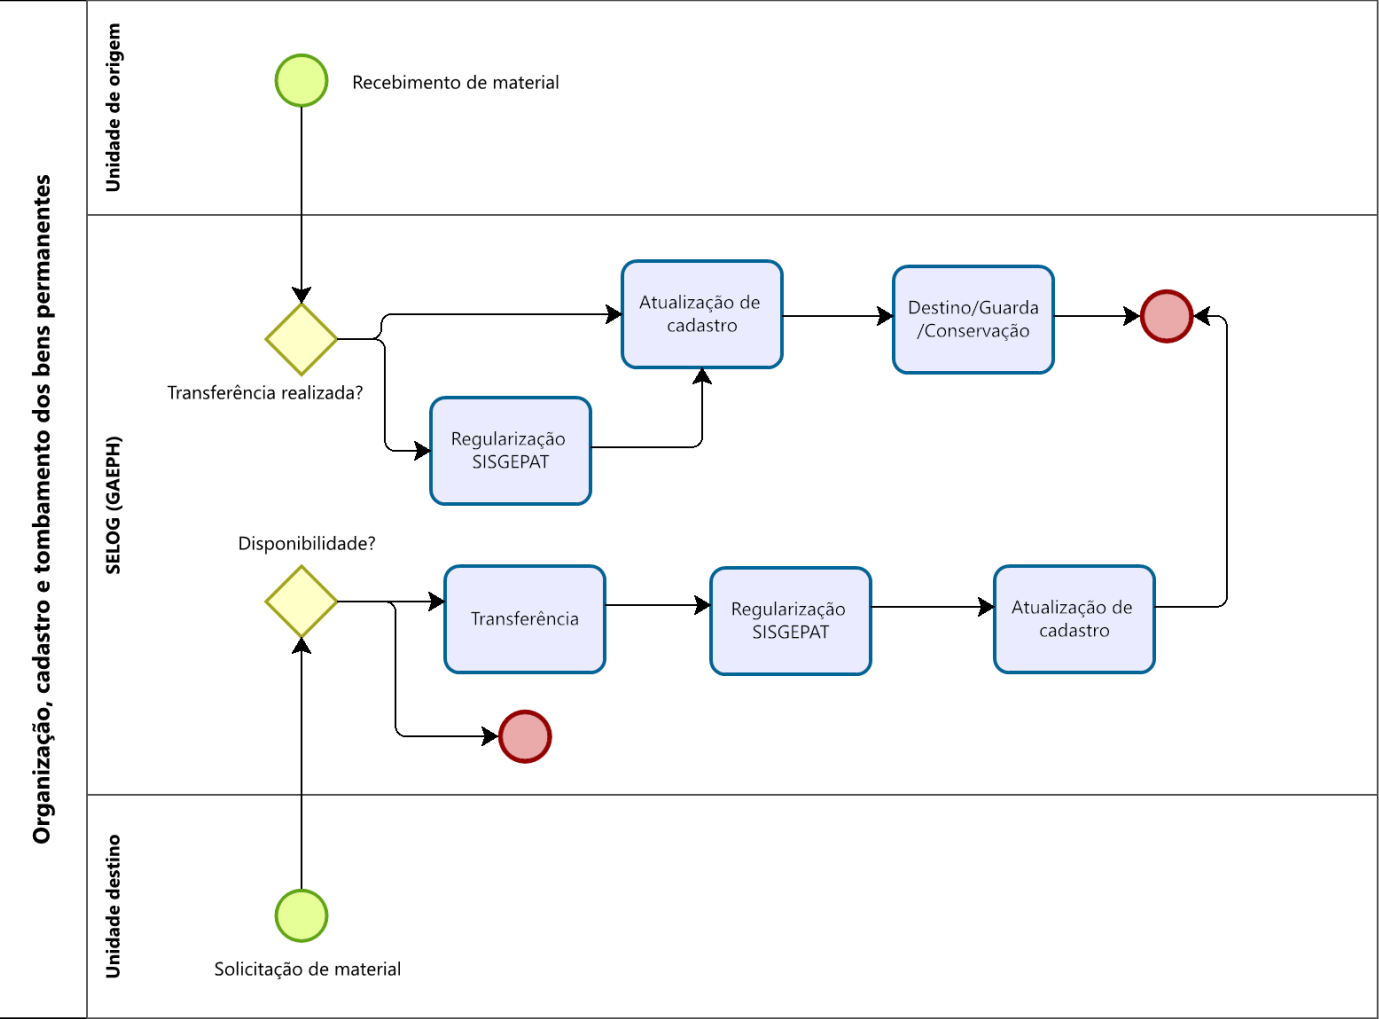 Organização, cadastro e tombamento dos bens permanentes
Unidade de origem
Recebimento de material
SELOG (GAEPH)
Transferência realizada?
Atualização de
cadastro
Destino/Guarda
/Conservação
Regularização
SISGEPAT
Disponibilidade?
Transferência
Regularização
SISGEPAT
Atualização de
cadastro
Unidade destino
Solicitação de material